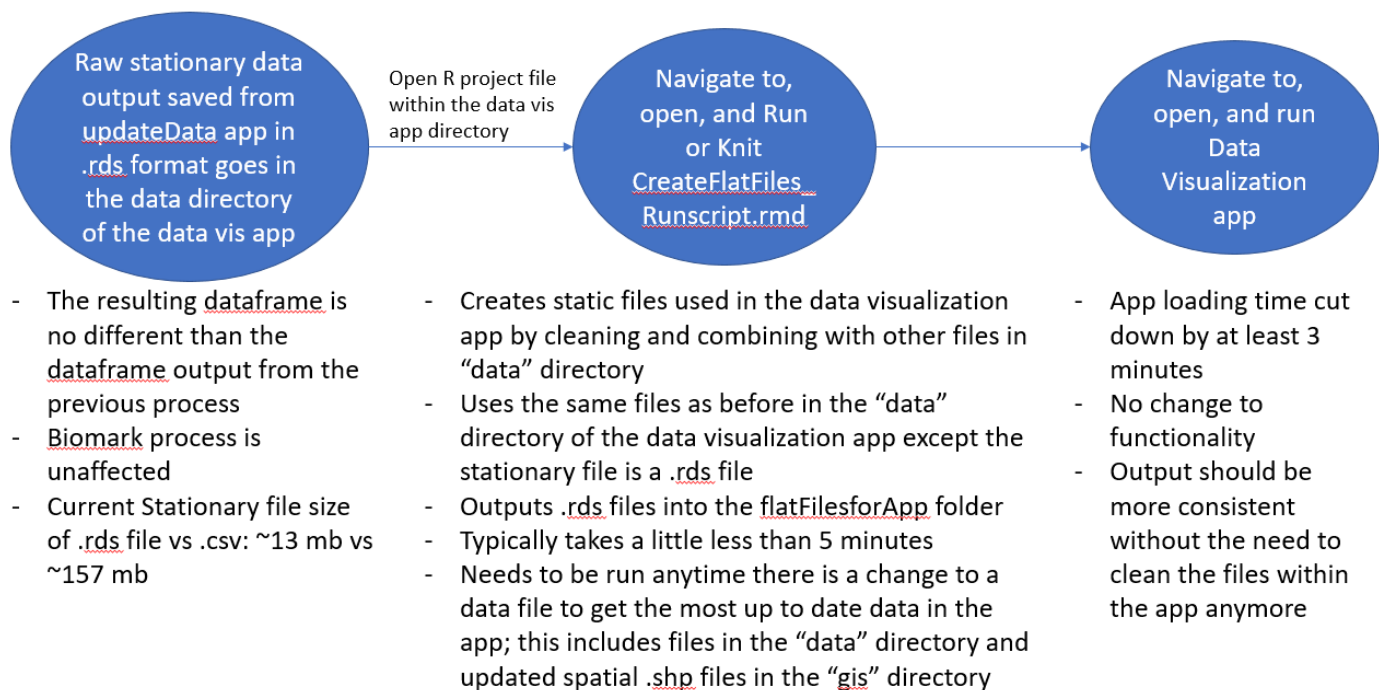 Raw stationary data
output saved from
updateData app in
.rds format goes in
the data directory
of the data vis app
Open R project file
within the data vis
app directory
Navigate to,
open, and Run
or Knit
CreateFlatFiles_
Runscript.rmd
Navigate to,
open, and run
Data
Visualization
app
- The resulting dataframe is
no different than the
dataframe output from the
previous process
- Biomark process is
unaffected
- Current Stationary file size
of .rds file vs .csv: ~13 mb vs
~157 mb
- Creates static files used in the data visualization
app by cleaning and combining with other files in
“data” directory
- Uses the same files as before in the “data”
directory of the data visualization app except the
stationary file is a .rds file
- Outputs .rds files into the flatFilesforApp folder
- Typically takes a little less than 5 minutes
- Needs to be run anytime there is a change to a
data file to get the most up to date data in the
app; this includes files in the “data” directory and
updated spatial .shp files in the “gis” directory
- App loading time cut
down by at least 3
minutes
- No change to
functionality
- Output should be
more consistent
without the need to
clean the files within
the app anymore